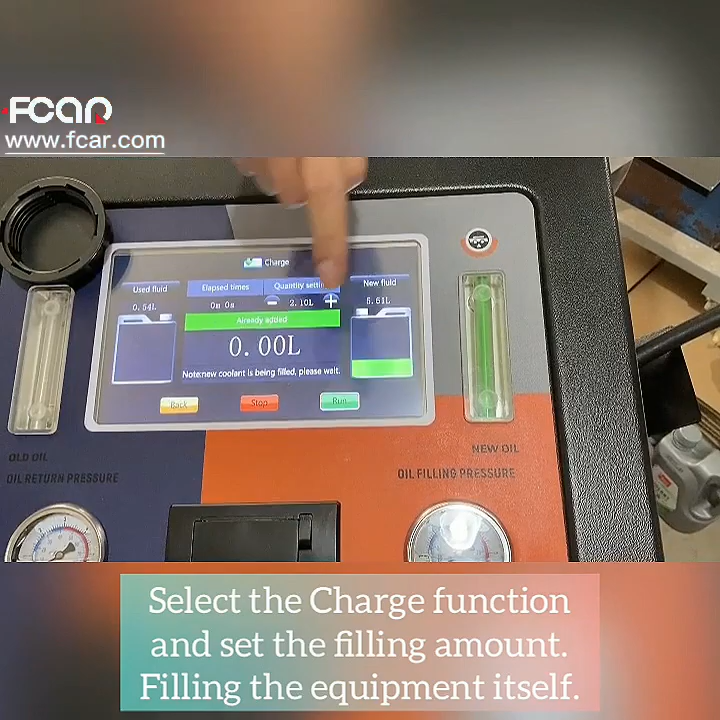 FCAR
www.fcar.com
Charge
Used fluid
Elapsed times
Quantity setting
New fluid
0.54L
0m 0s
2.10L
6.61L
Already added
0.00L
Note:new coolant is being filled, please wait.
Back
Stop
Run
OLD OIL
NEW OIL
OIL RETURN PRESSURE
OIL FILLING PRESSURE
Select the Charge function
and set the filling amount.
Filling the equipment itself.